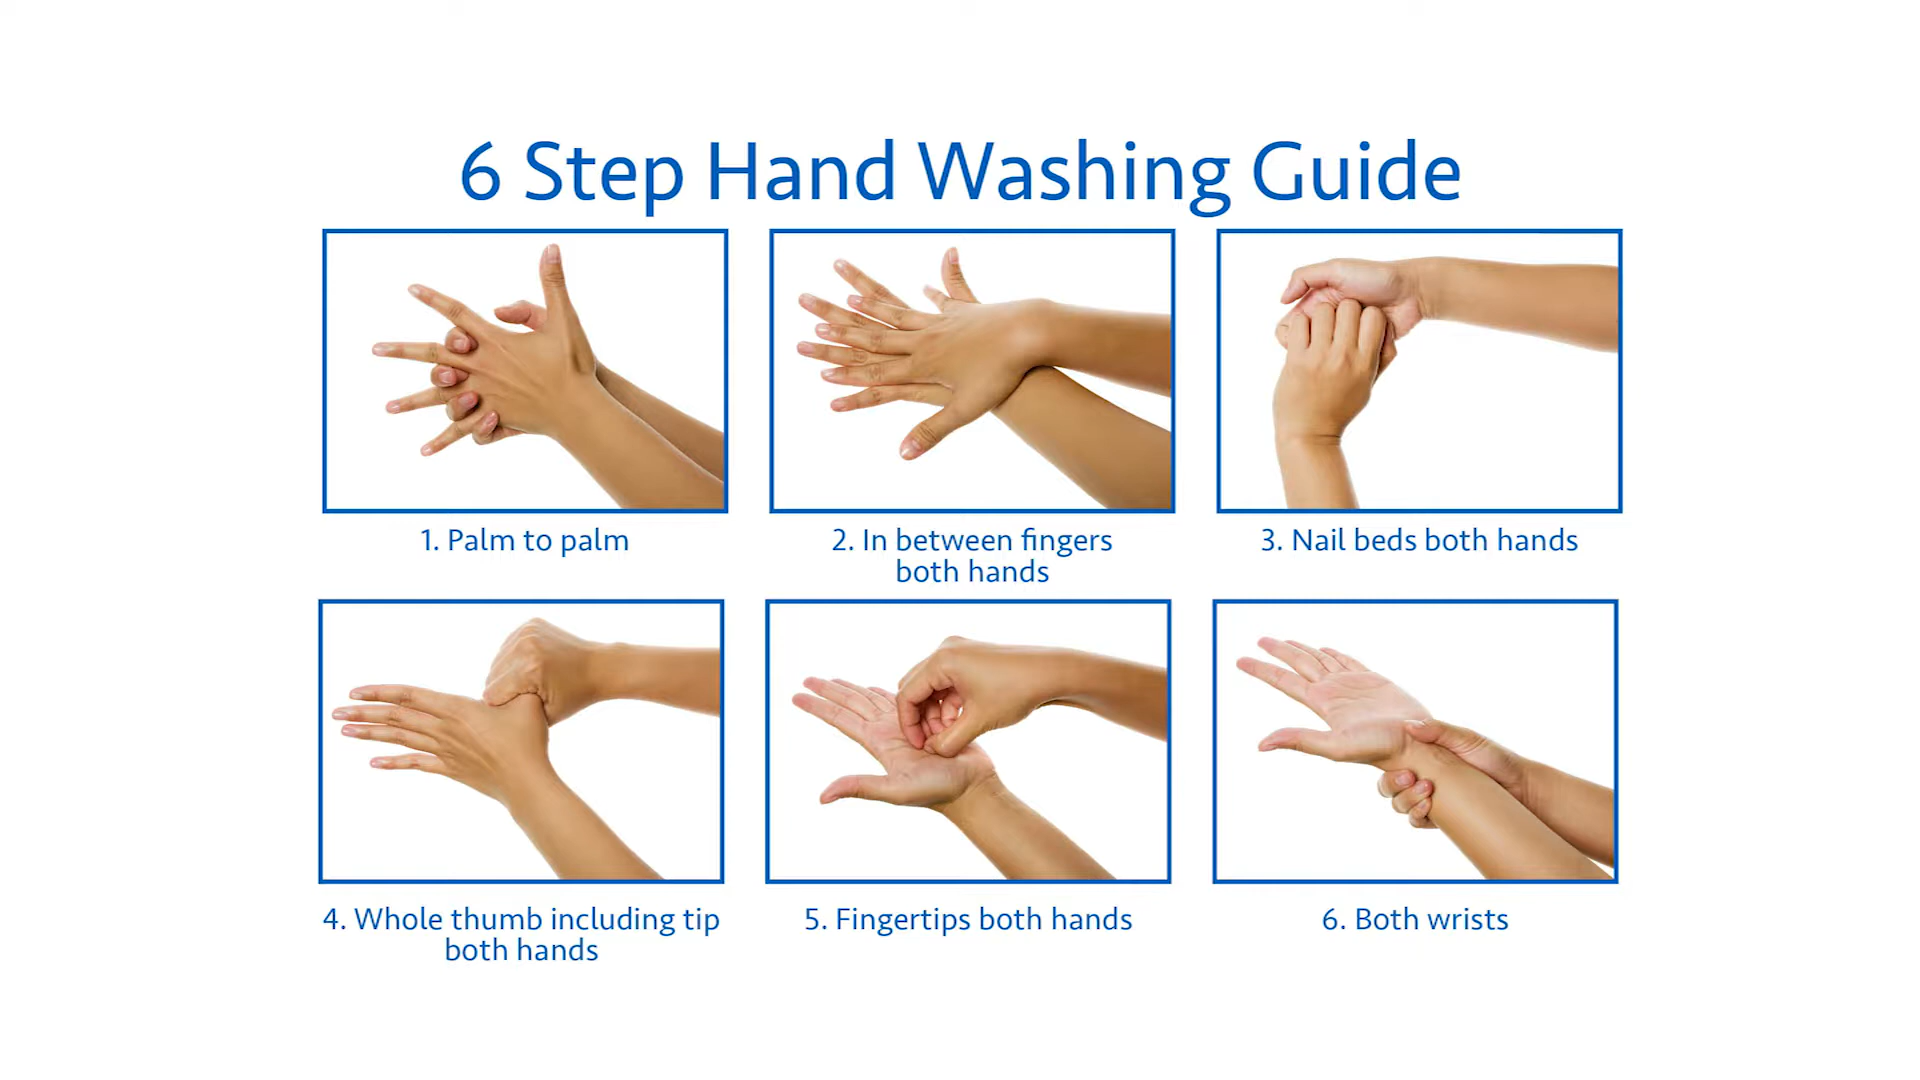 6 Step Hand Washing Guide
1. Palm to palm
2. In between fingers
both hands
3. Nail beds both hands
4. Whole thumb including tip
both hands
5. Fingertips both hands
6. Both wrists